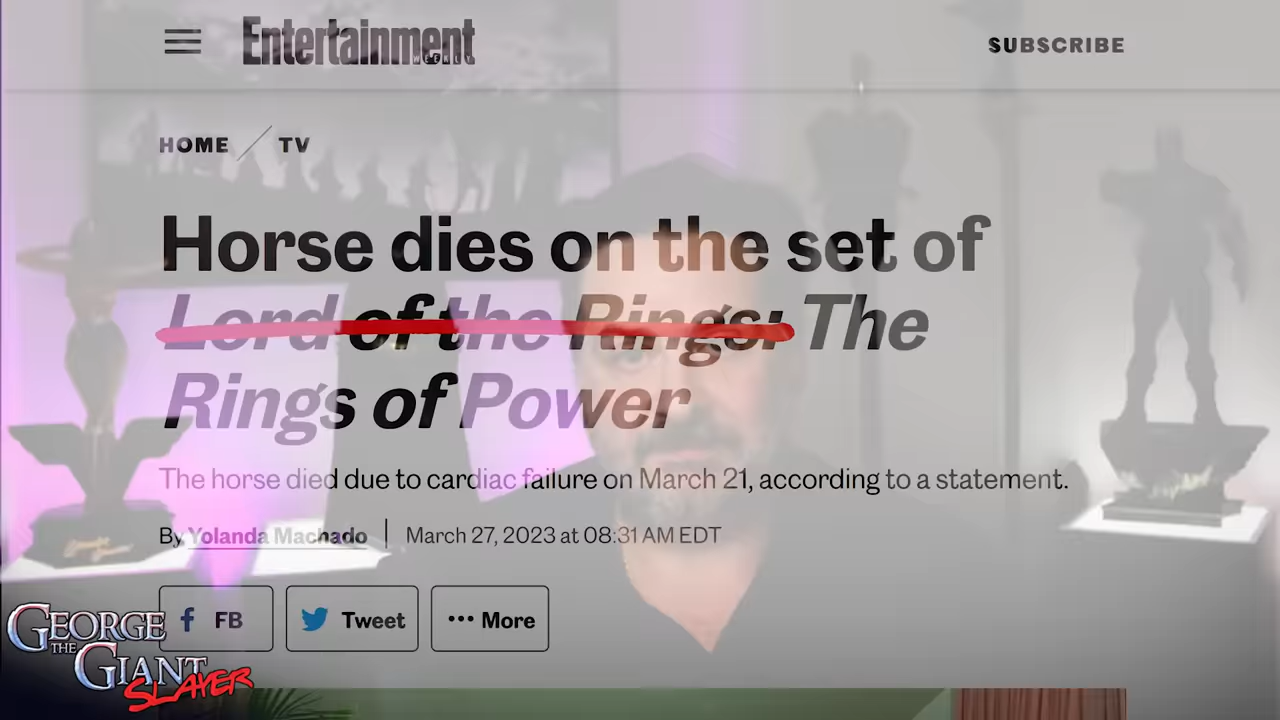 Entertainment
WEEKLY
SUBSCRIBE
HOME / TV
Horse dies on the set of
Lord of the Rings: The
Rings of Power
The horse died due to cardiac failure on March 21, according to a statement.
By Yolanda Machado | March 27, 2023 at 08:31 AM EDT
FB
Tweet
••• More
GEORGE
THE
GIANT
SLAYER